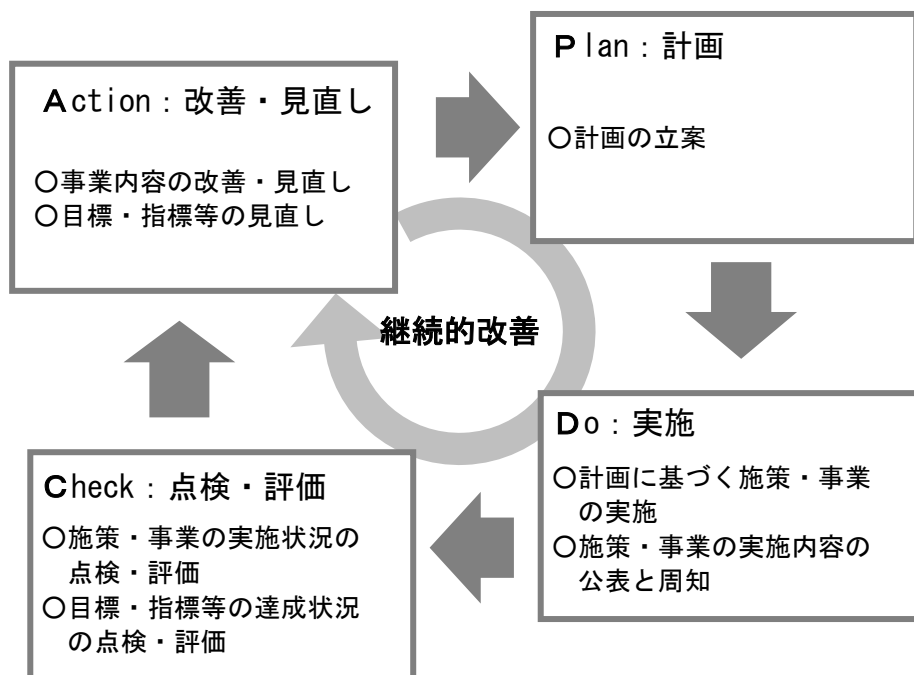 Plan：計画
○計画の立案
Action：改善・見直し
○事業内容の改善・見直し
○目標・指標等の見直し
継続的改善
Do：実施
○計画に基づく施策・事業
の実施
○施策・事業の実施内容の
公表と周知
Check：点検・評価
○施策・事業の実施状況の
点検・評価
○目標・指標等の達成状況
の点検・評価